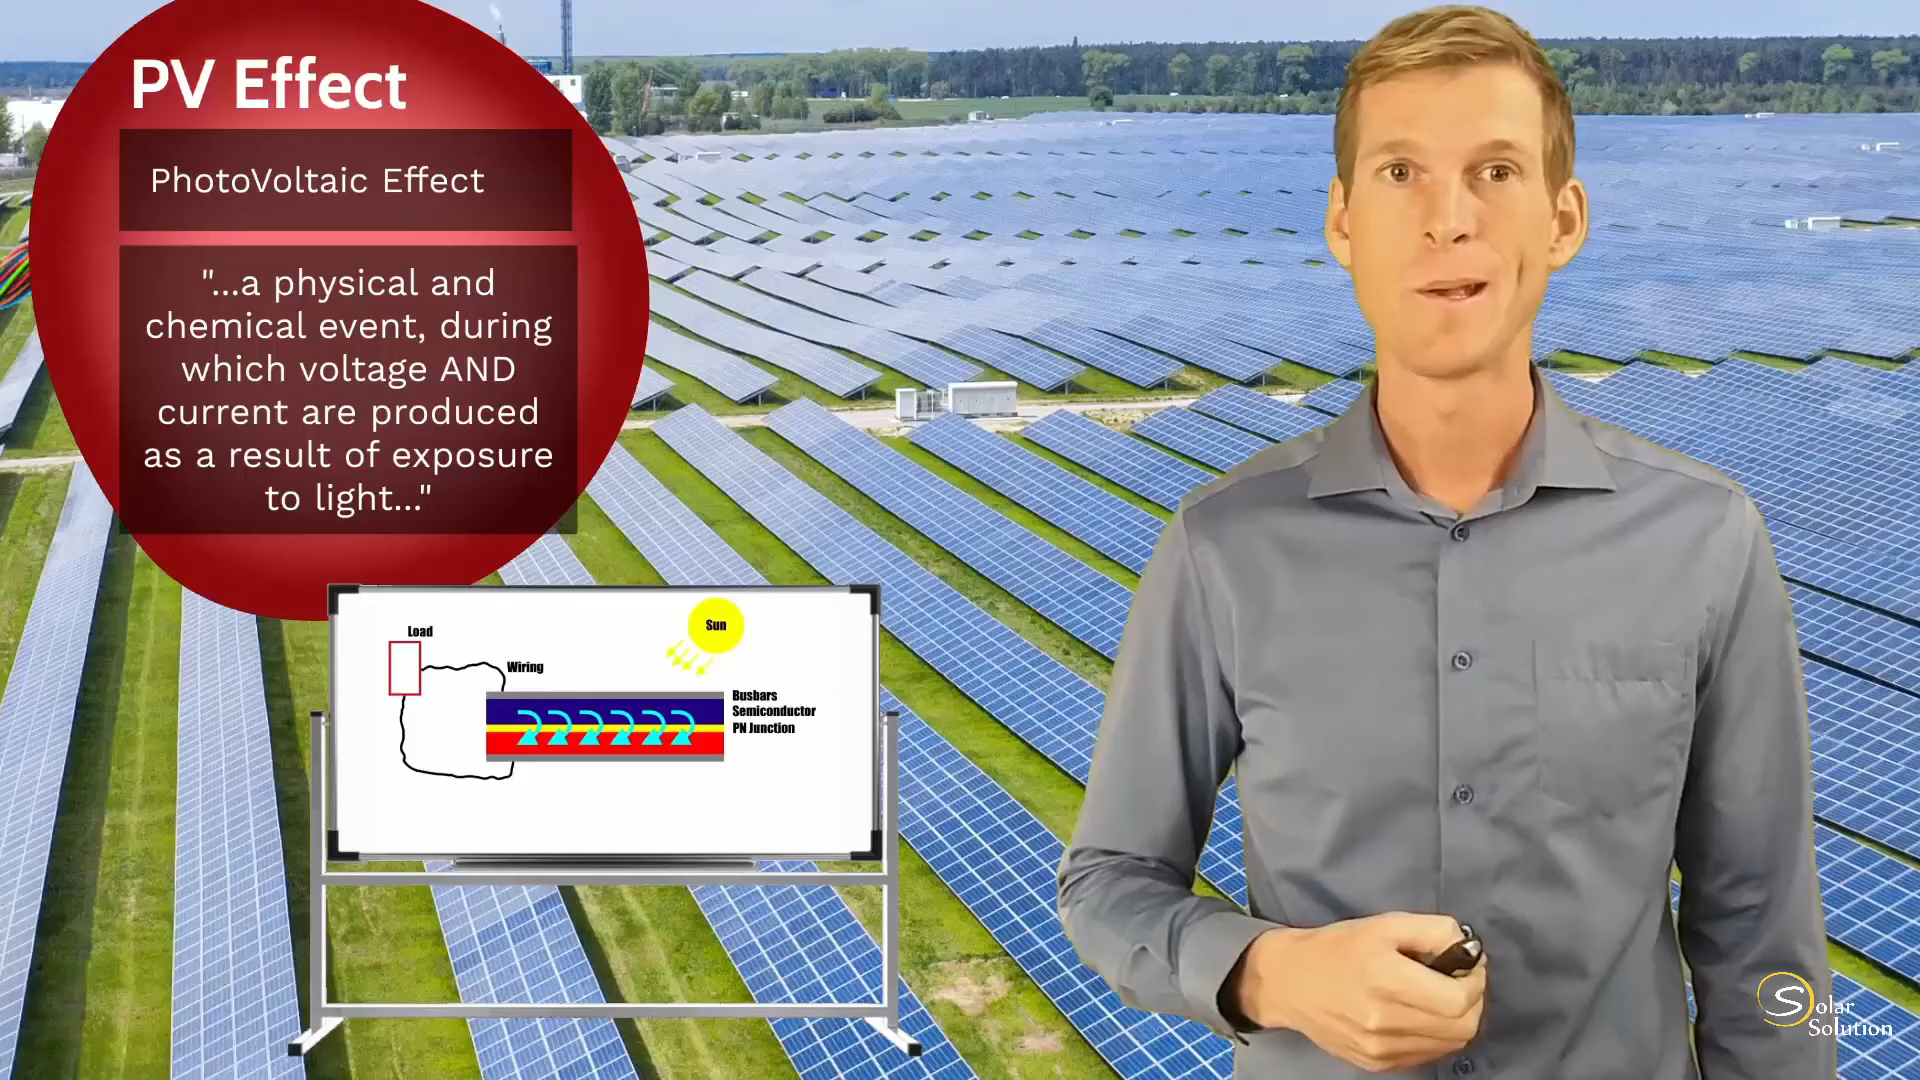 PV Effect
PhotoVoltaic Effect
"...a physical and
chemical event, during
which voltage AND
current are produced
as a result of exposure
to light..."
Load
Wiring
Sun
Busbars
Semiconductor
PN Junction
Solar
Solution